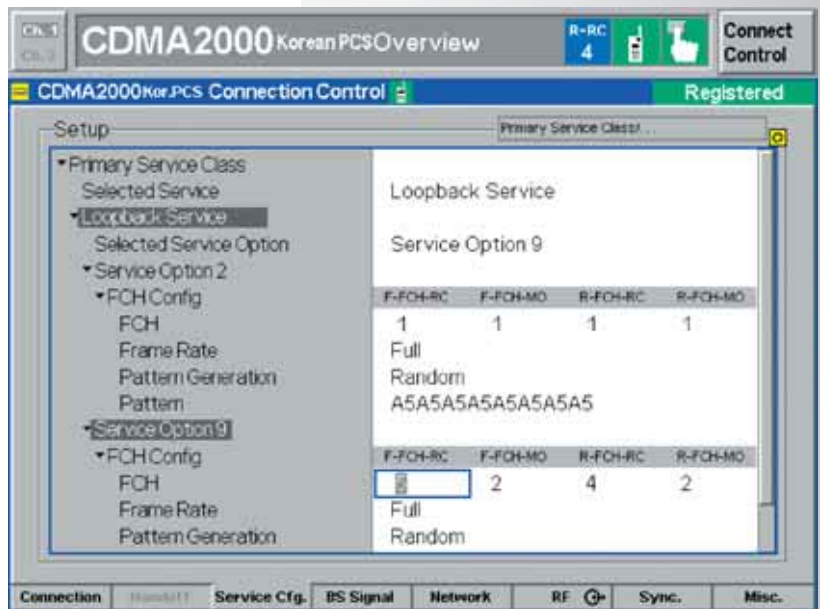 CDMA2000 Korean PCS Overview
R-RC
4
Connect
Control
CDMA2000 Kor.PCS Connection Control
Registered
Setup
Primary Service Class/...
Primary Service Class
Selected Service Loopback Service
Loopback Service
Selected Service Option Service Option 9
Service Option 2
FCH Config F-FCH-RC F-FCH-MO R-FCH-RC R-FCH-MO
FCH 1 1 1 1
Frame Rate Full
Pattern Generation Random
Pattern A5A5A5A5A5A5A5A5
Service Option 9
FCH Config F-FCH-RC F-FCH-MO R-FCH-RC R-FCH-MO
FCH 2 4 2
Frame Rate Full
Pattern Generation Random
Connection Handoff Service Cfg. BS Signal Network RF Sync. Misc.